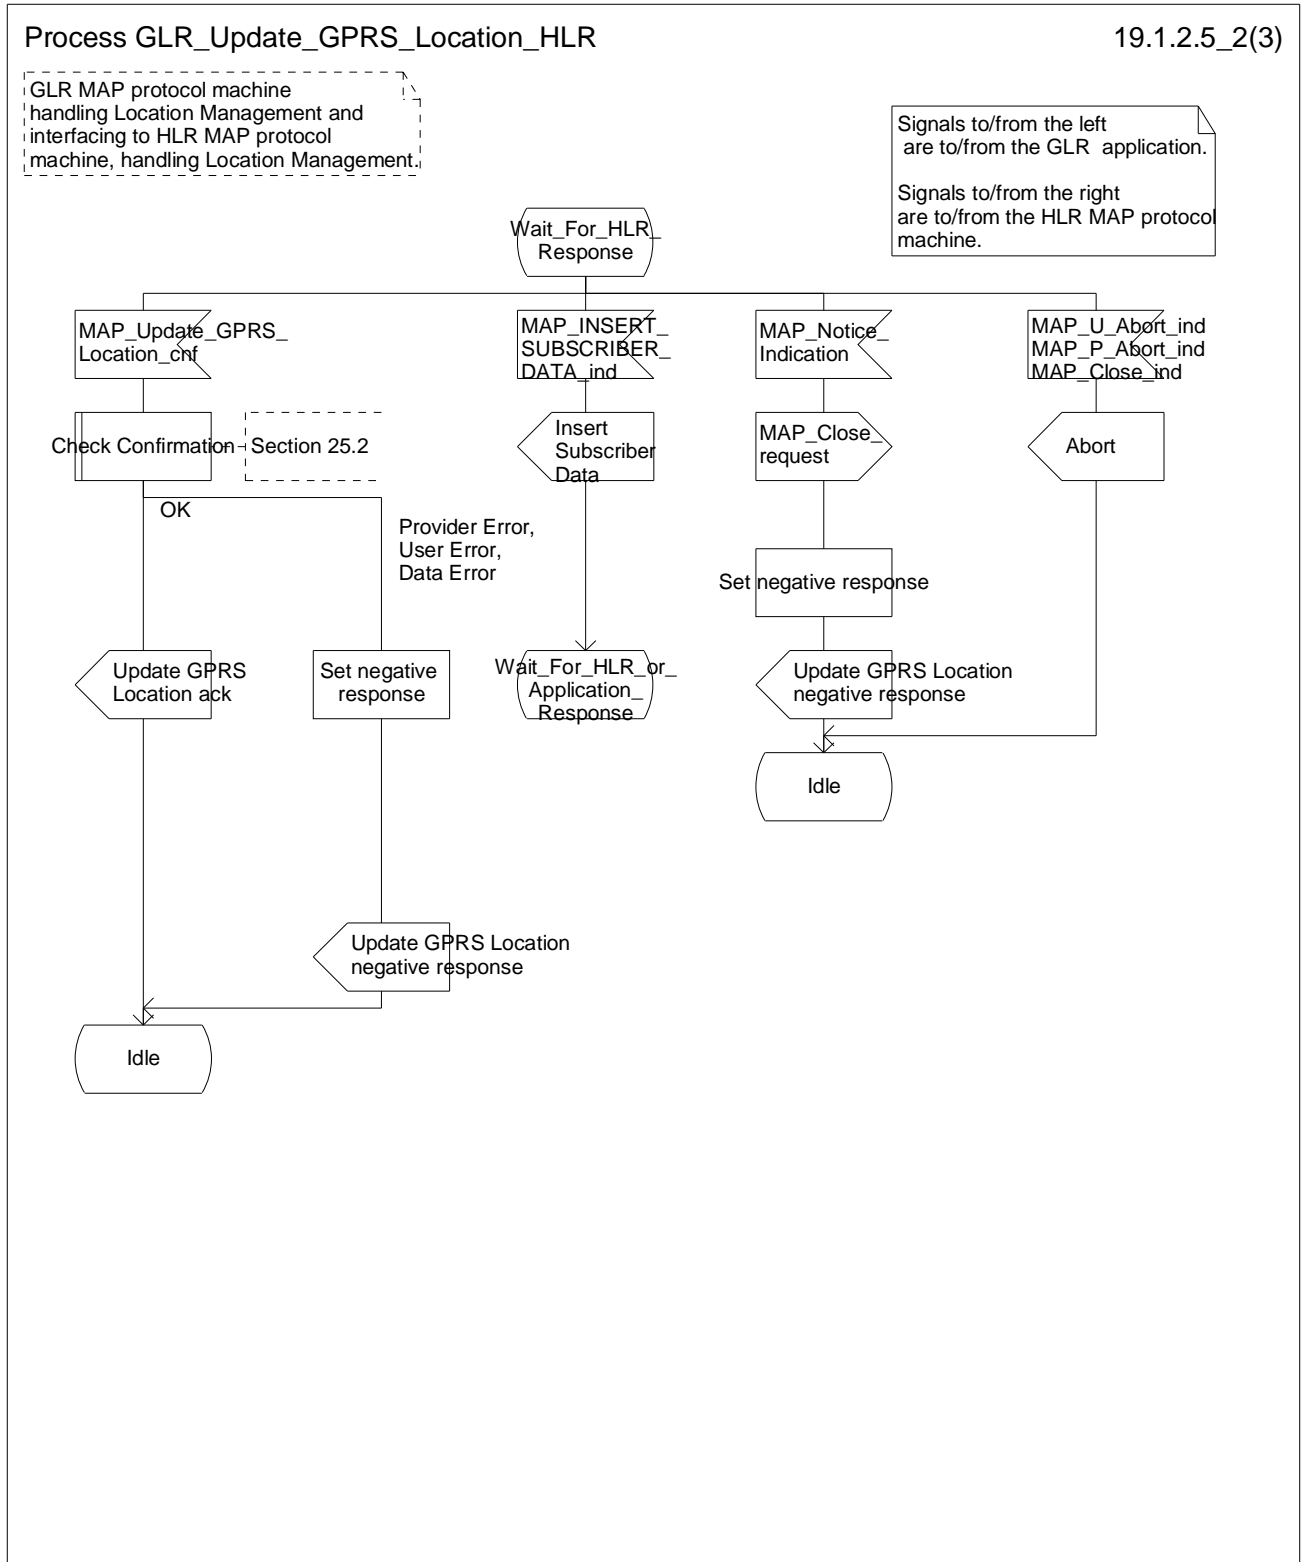 Process GLR_Update_GPRS_Location_HLR
19.1.2.5_2(3)
GLR MAP protocol machine
handling Location Management and
interfacing to HLR MAP protocol
machine, handling Location Management.
Signals to/from the left
are to/from the GLR application.
Signals to/from the right
are to/from the HLR MAP protocol
machine.
Wait_For_HLR_
Response
MAP_Update_GPRS_
Location_cnf
MAP_INSERT_
SUBSCRIBER_
DATA_ind
MAP_Notice_
Indication
MAP_U_Abort_ind
MAP_P_Abort_ind
MAP_Close_ind
Check Confirmation
Section 25.2
Insert
Subscriber
Data
MAP_Close_
request
Abort
OK
Provider Error,
User Error,
Data Error
Set negative response
Update GPRS
Location ack
Set negative
response
Wait_For_HLR_or_
Application_
Response
Update GPRS Location
negative response
Idle
Update GPRS Location
negative response
Idle